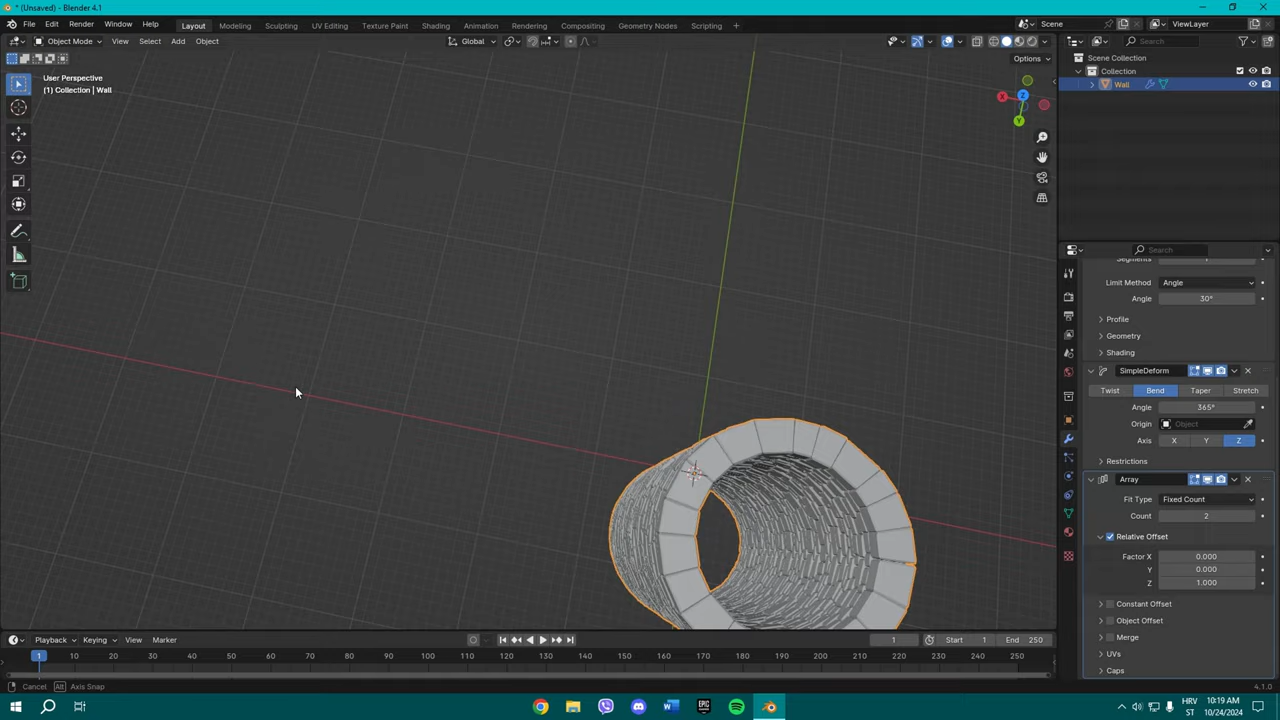 * (Unsaved) - Blender 4.1
File Edit Render Window Help Layout Modeling Sculpting UV Editing Texture Paint Shading Animation Rendering Compositing Geometry Nodes Scripting Scene ViewLayer
Object Mode View Select Add Object Global Search
Options
Scene Collection
Collection
Wall
User Perspective
(1) Collection | Wall
X
Z
Y
Search
Segments 1
Limit Method Angle
Angle 30°
Profile
Geometry
Shading
SimpleDeform
Twist Bend Taper Stretch
Angle 365°
Origin Object
Axis X Y Z
Restrictions
Array
Fit Type Fixed Count
Count 2
Relative Offset
Factor X 0.000
Y 0.000
Z 1.000
Constant Offset
Object Offset
Merge
UVs
Caps
Playback Keying View Marker 1 Start 1 End 250
1 10 20 30 40 50 60 70 80 90 100 110 120 130 140 150 160 170 180 190 200 210 220 230 240 250
Cancel Alt Axis Snap 4.1.0
HRV 10:19 AM
ST 10/24/2024